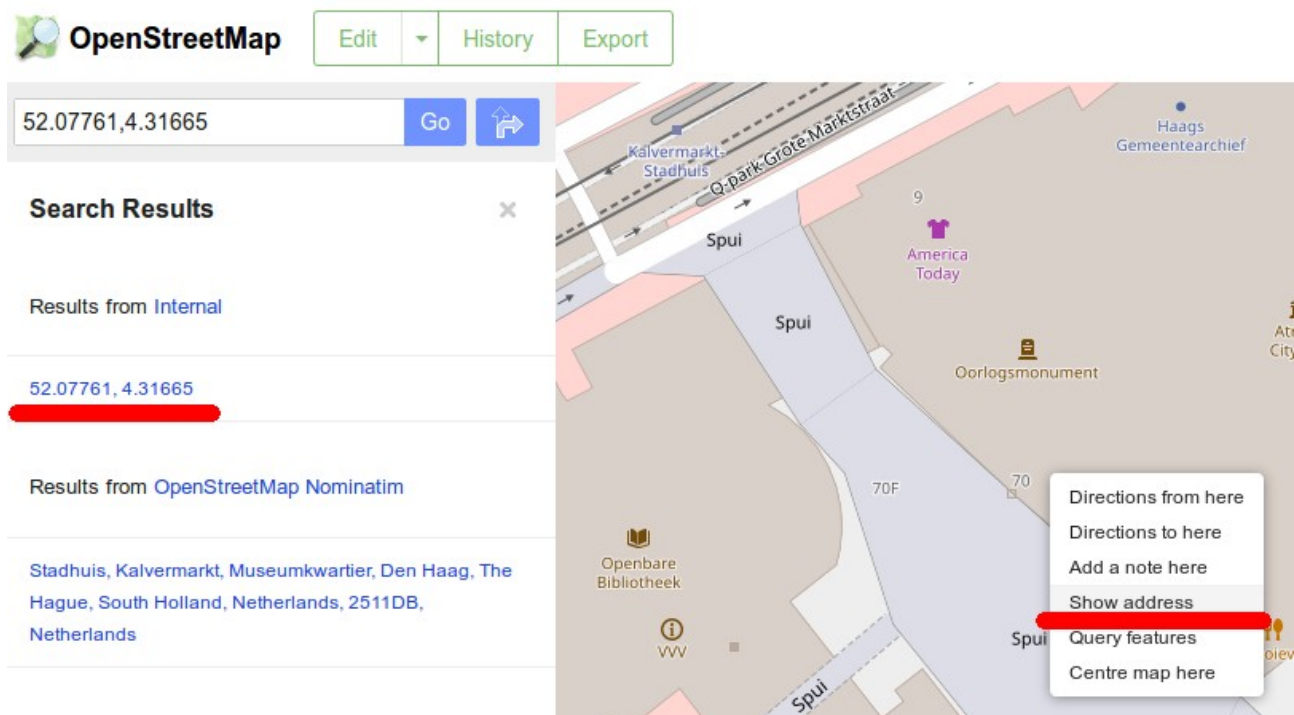 OpenStreetMap
Edit
History
Export
52.07761,4.31665
Go
Search Results
×
Results from Internal
52.07761, 4.31665
Results from OpenStreetMap Nominatim
Stadhuis, Kalvermarkt, Museumkwartier, Den Haag, The
Hague, South Holland, Netherlands, 2511DB,
Netherlands
Kalvermarkt-
Stadhuis
Q-park Grote Marktstraat
Haags
Gemeentearchief
9
Spui
America
Today
Spui
Oorlogsmonument
City
70F
70
Openbare
Bibliotheek
VVV
Spui
Spui
Directions from here
Directions to here
Add a note here
Show address
Query features
Centre map here